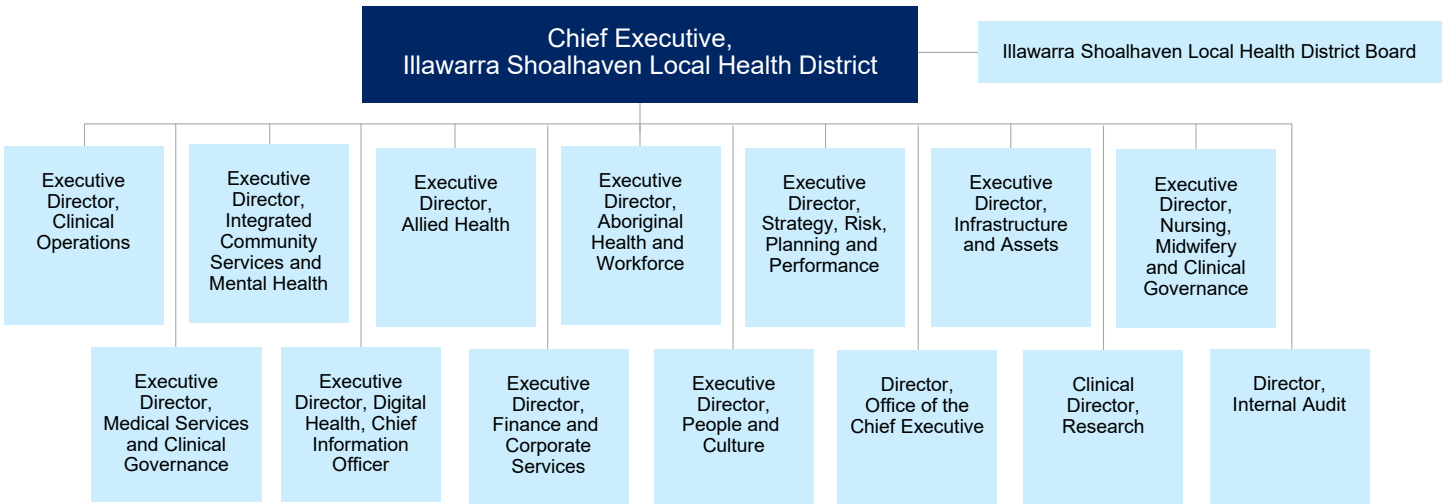 Chief Executive,
Illawarra Shoalhaven Local Health District
Illawarra Shoalhaven Local Health District Board
Executive
Director,
Clinical
Operations
Executive
Director,
Integrated
Community
Services and
Mental Health
Executive
Director,
Allied Health
Executive
Director,
Aboriginal
Health and
Workforce
Executive
Director,
Strategy, Risk,
Planning and
Performance
Executive
Director,
Infrastructure
and Assets
Executive
Director,
Nursing,
Midwifery
and Clinical
Governance
Executive
Director,
Medical Services
and Clinical
Governance
Executive
Director, Digital
Health, Chief
Information
Officer
Executive
Director,
Finance and
Corporate
Services
Executive
Director,
People and
Culture
Director,
Office of the
Chief Executive
Clinical
Director,
Research
Director,
Internal Audit